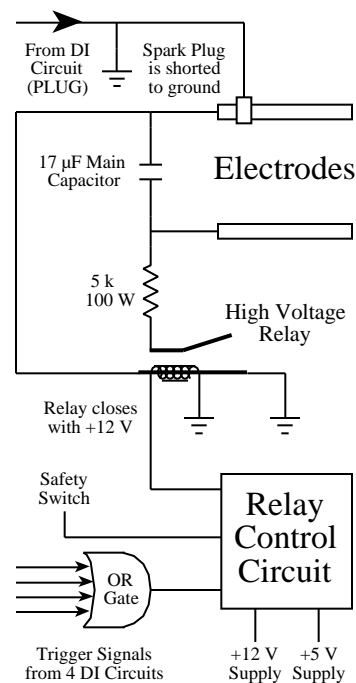 From DI
Circuit
(PLUG)
Spark Plug
is shorted
to ground
17 µF Main
Capacitor
Electrodes
5 k
100 W
High Voltage
Relay
Relay closes
with +12 V
Safety
Switch
Relay
Control
Circuit
OR
Gate
Trigger Signals
from 4 DI Circuits
+12 V
Supply
+5 V
Supply